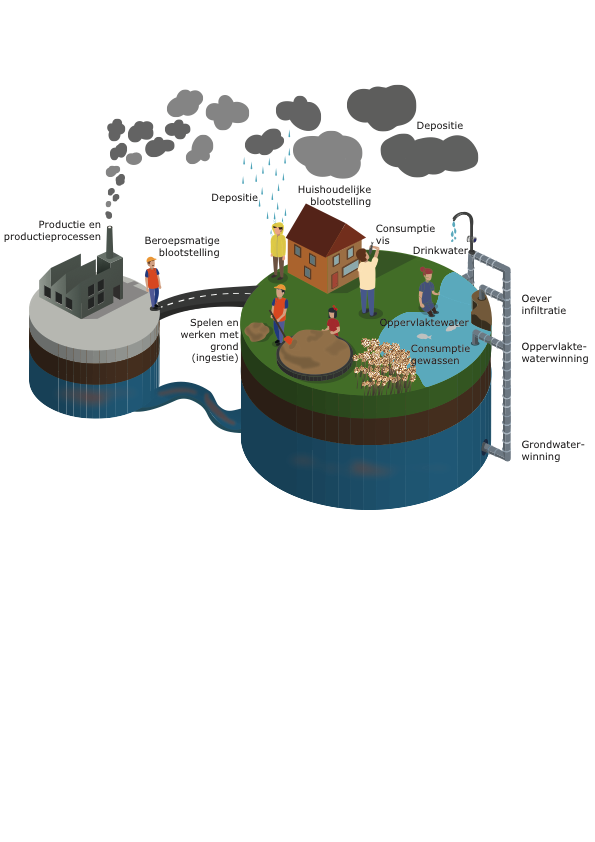 Depositie
Depositie
Huishoudelijke
blootstelling
Productie en
productieprocessen
Beroepsmatige
blootstelling
Consumptie
vis
Drinkwater
Oever
infiltratie
Spelen en
werken met
grond
(ingestie)
Oppervlaktewater
Consumptie
gewassen
Oppervlakte-
waterwinning
Grondwater-
winning